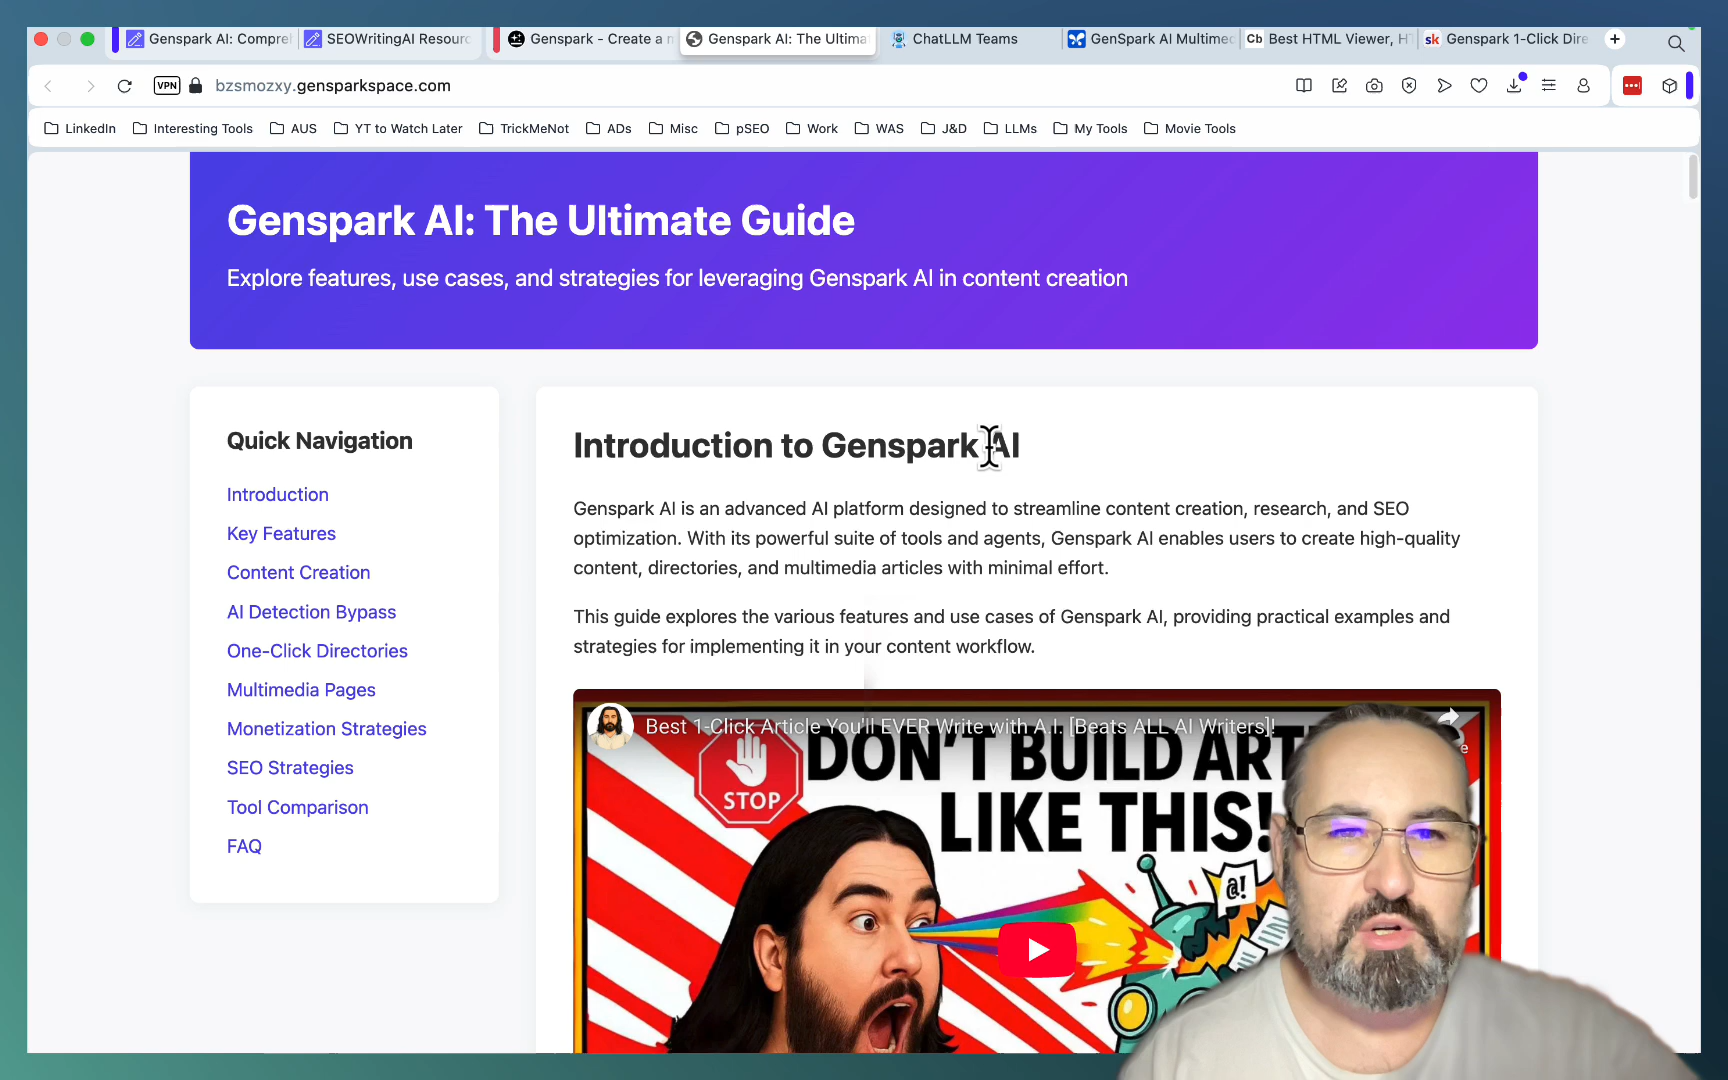 Genspark AI: Compre
SEOWritingAI Resour
Genspark - Create a n
Genspark AI: The Ultima
ChatLLM Teams
GenSpark AI Multimed
Cb Best HTML Viewer, H
sk Genspark 1-Click Dire
VPN
bzsmozxy.gensparkspace.com
LinkedIn
Interesting Tools
AUS
YT to Watch Later
TrickMeNot
ADs
Misc
pSEO
Work
WAS
J&D
LLMs
My Tools
Movie Tools
Genspark AI: The Ultimate Guide
Explore features, use cases, and strategies for leveraging Genspark AI in content creation
Quick Navigation
Introduction
Key Features
Content Creation
AI Detection Bypass
One-Click Directories
Multimedia Pages
Monetization Strategies
SEO Strategies
Tool Comparison
FAQ
Introduction to Genspark AI
Genspark AI is an advanced AI platform designed to streamline content creation, research, and SEO
optimization. With its powerful suite of tools and agents, Genspark AI enables users to create high-quality
content, directories, and multimedia articles with minimal effort.
This guide explores the various features and use cases of Genspark AI, providing practical examples and
strategies for implementing it in your content workflow.
Best 1-Click Article You'll EVER Write with A.I. [Beats ALL AI Writers]!
STOP
DON'T BUILD ART
LIKE THIS!
@!